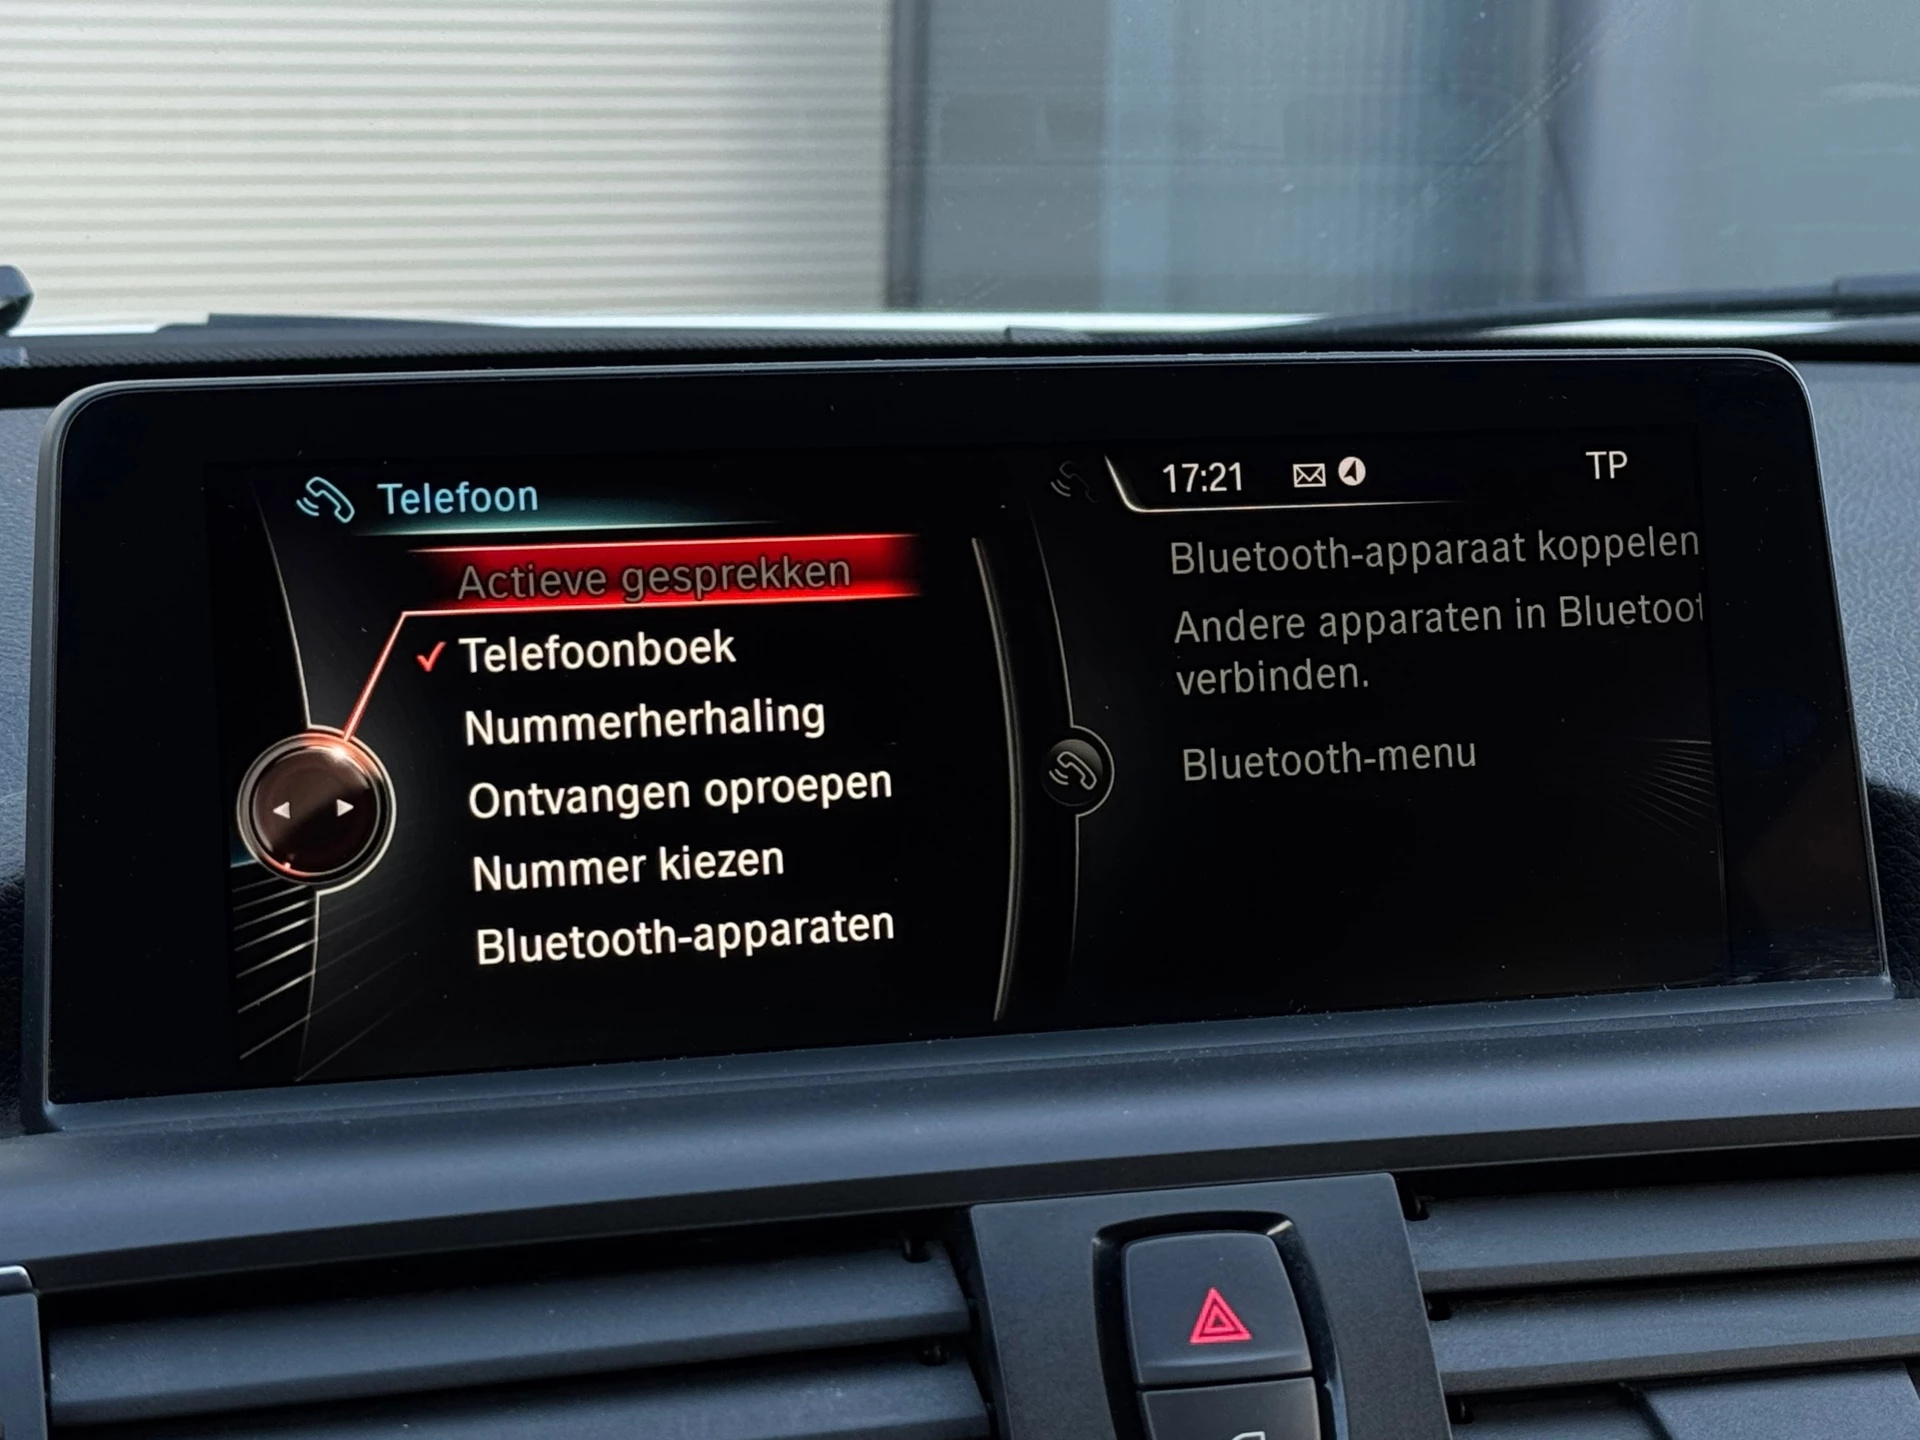 Telefoon
Actieve gesprekken
Telefoonboek
Nummerherhaling
Ontvangen oproepen
Nummer kiezen
Bluetooth-apparaten
17:21 TP
Bluetooth-apparaat koppelen
Andere apparaten in Bluetoot
verbinden.
Bluetooth-menu